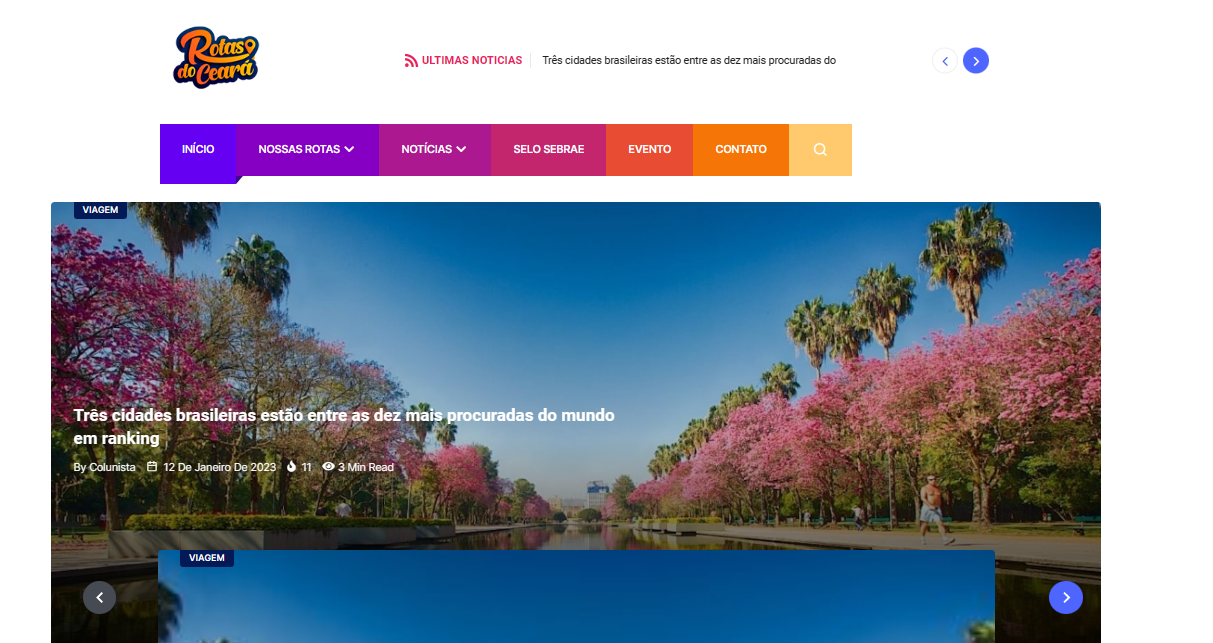 Rotas
do Ceará
ULTIMAS NOTICIAS
Três cidades brasileiras estão entre as dez mais procuradas do
INÍCIO
NOSSAS ROTAS
NOTÍCIAS
SELO SEBRAE
EVENTO
CONTATO
VIAGEM
Três cidades brasileiras estão entre as dez mais procuradas do mundo
em ranking
By Colunista 12 De Janeiro De 2023 11 3 Min Read
VIAGEM